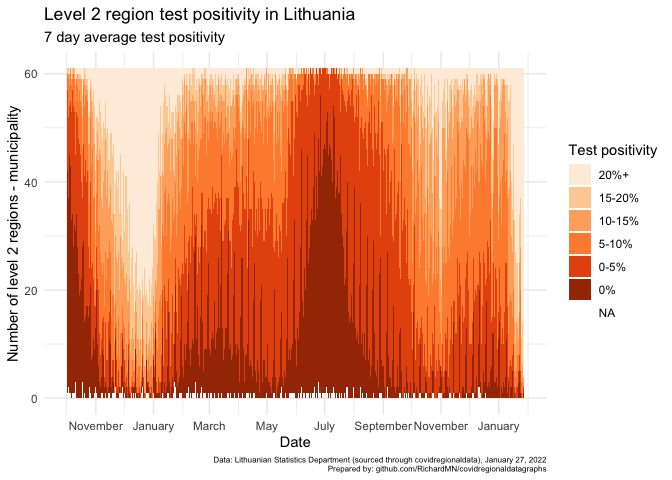 Level 2 region test positivity in Lithuania
7 day average test positivity
Number of level 2 regions - municipality
60
40
20
0
November January March May July September November January
Date
Test positivity
20%+
15-20%
10-15%
5-10%
0-5%
0%
NA
Data: Lithuanian Statistics Department (sourced through covidregionaldata), January 27, 2022
Prepared by: github.com/RichardMN/covidregionaldatagraphs